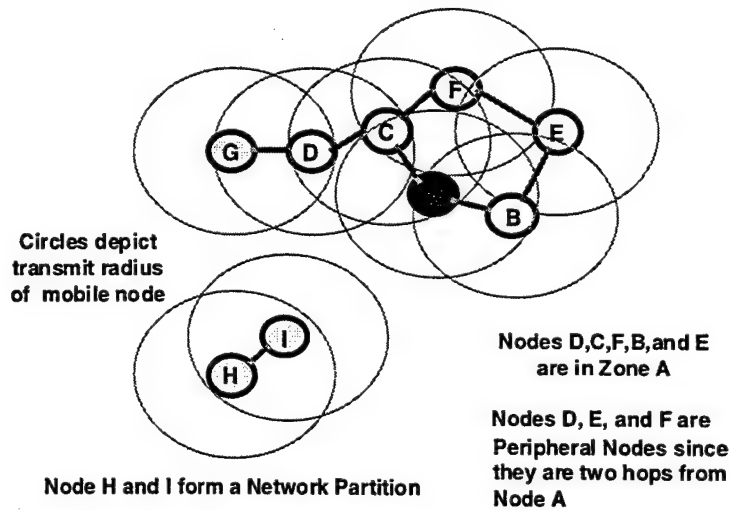 F
C
E
G
D
B
Circles depict
transmit radius
of mobile node
I
H
Nodes D,C,F,B,and E
are in Zone A
Nodes D, E, and F are
Peripheral Nodes since
they are two hops from
Node A
Node H and I form a Network Partition